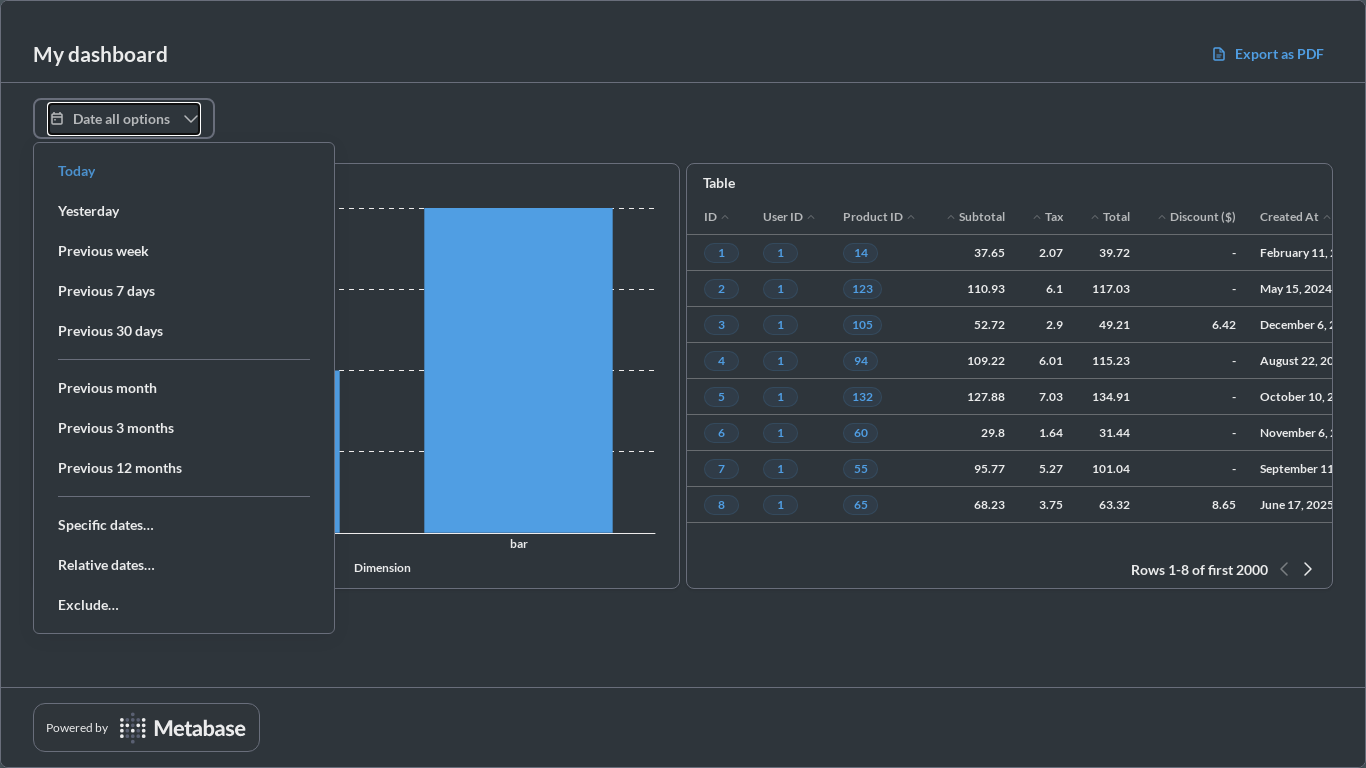 My dashboard
Export as PDF
Date all options
Today
Yesterday
Previous week
Previous 7 days
Previous 30 days
Previous month
Previous 3 months
Previous 12 months
Specific dates...
Relative dates...
Exclude...
bar
Dimension
Table
ID User ID Product ID Subtotal Tax Total Discount ($) Created At
1 1 14 37.65 2.07 39.72 - February 11,
2 1 123 110.93 6.1 117.03 - May 15, 2024
3 1 105 52.72 2.9 49.21 6.42 December 6,
4 1 94 109.22 6.01 115.23 - August 22, 20
5 1 132 127.88 7.03 134.91 - October 10, 2
6 1 60 29.8 1.64 31.44 - November 6,
7 1 55 95.77 5.27 101.04 - September 11
8 1 65 68.23 3.75 63.32 8.65 June 17, 2025
Rows 1-8 of first 2000
Powered by Metabase